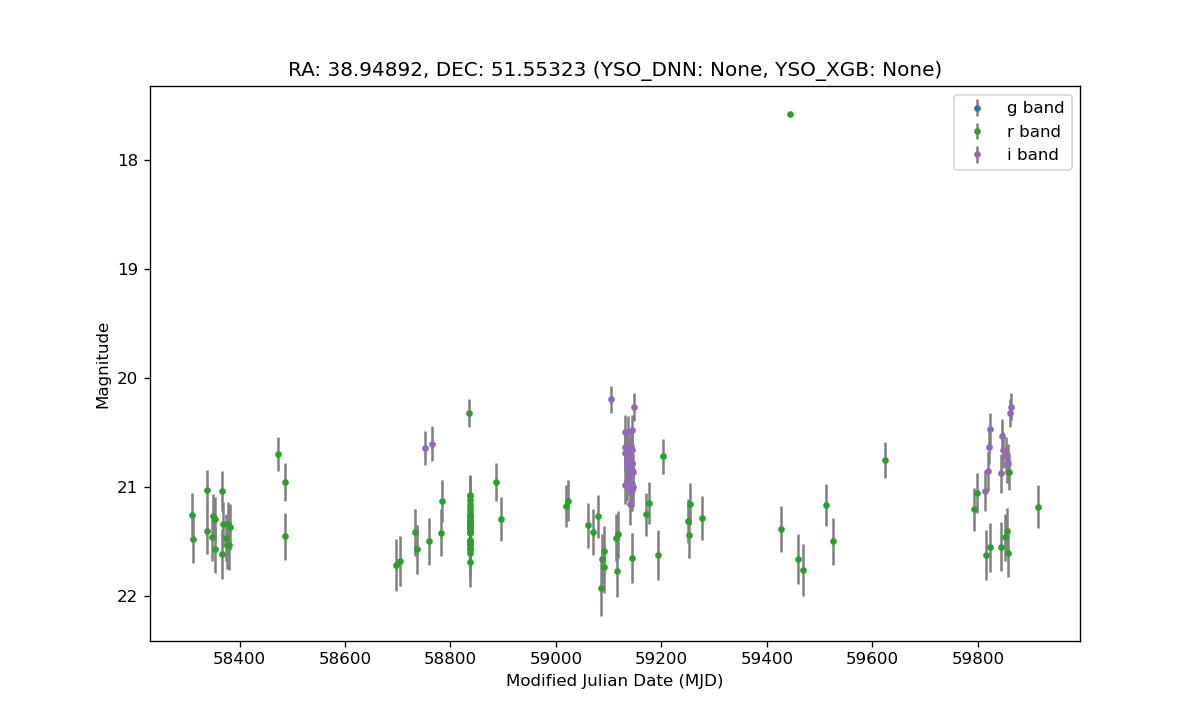 RA: 38.94892, DEC: 51.55323 (YSO_DNN: None, YSO_XGB: None)
g band
r band
i band
18
19
20
21
22
Magnitude
58400 58600 58800 59000 59200 59400 59600 59800
Modified Julian Date (MJD)